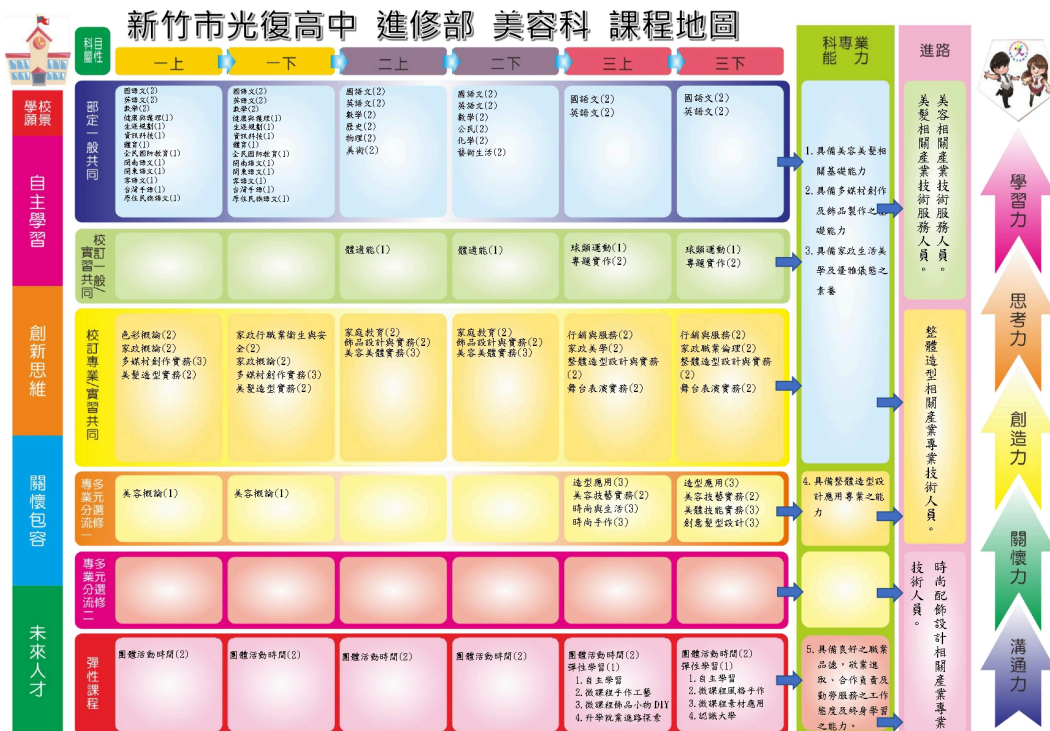 新竹市光復高中 進修部 美容科 課程地圖
科目
屬性
一上
一下
二上
二下
三上
三下
科專業
能 力
進路
學校
願景
自主學習
創新思維
關懷包容
未來人才
部定一般共同
國語文(2)
英語文(2)
數學(2)
健康與護理(1)
生涯規劃(1)
資訊科技(1)
體育(1)
全民國防教育(1)
閩南語文(1)
閩東語文(1)
客語文(1)
台灣手語(1)
原住民族語文(1)
國語文(2)
英語文(2)
數學(2)
健康與護理(1)
生涯規劃(1)
資訊科技(1)
體育(1)
全民國防教育(1)
閩南語文(1)
閩東語文(1)
客語文(1)
台灣手語(1)
原住民族語文(1)
國語文(2)
英語文(2)
數學(2)
歷史(2)
物理(2)
美術(2)
國語文(2)
英語文(2)
數學(2)
公民(2)
化學(2)
藝術生活(2)
國語文(2)
英語文(2)
國語文(2)
英語文(2)
校訂一般/
實習共同
體適能(1)
體適能(1)
球類運動(1)
專題實作(2)
球類運動(1)
專題實作(2)
校訂專業/實習共同
色彩概論(2)
家政概論(2)
多媒材創作實務(3)
美髮造型實務(2)
家政行職業衛生與安
全(2)
家政概論(2)
多媒材創作實務(3)
美髮造型實務(2)
家庭教育(2)
飾品設計與實務(2)
美容美體實務(3)
家庭教育(2)
飾品設計與實務(2)
美容美體實務(3)
行銷與服務(2)
家政美學(2)
整體造型設計與實務
(2)
舞台表演實務(2)
行銷與服務(2)
家政職業倫理(2)
整體造型設計與實務
(2)
舞台表演實務(2)
多元選修
專業分流一
美容概論(1)
美容概論(1)
造型應用(3)
美容技藝實務(2)
時尚與生活(3)
時尚手作(3)
造型應用(3)
美容技藝實務(2)
美體技能實務(3)
創意髮型設計(3)
多元選修
專業分流二
彈性課程
團體活動時間(2)
團體活動時間(2)
團體活動時間(2)
團體活動時間(2)
團體活動時間(2)
彈性學習(1)
1.自主學習
2.微課程手作工藝
3.微課程飾品小物DIY
4.升學就業進路探索
團體活動時間(2)
彈性學習(1)
1.自主學習
2.微課程風格手作
3.微課程素材應用
4.認識大學
1.具備美容美髮相
關基礎能力
2.具備多媒材創作
及飾品製作之基
礎能力
3.具備家政生活美
學及優雅儀態之
素養
4.具備整體造型設
計應用專業之能
力
5.具備良好之職業
品德,敬業進
取、合作負責及
勤勞服務之工作
態度及終身學習
之能力。
美容相關產業技術服務人員。
美髮相關產業技術服務人員。
整體造型相關產業專業技術人員。
時尚配飾設計相關產業專業
技術人員。
學習力
思考力
創造力
關懷力
溝通力